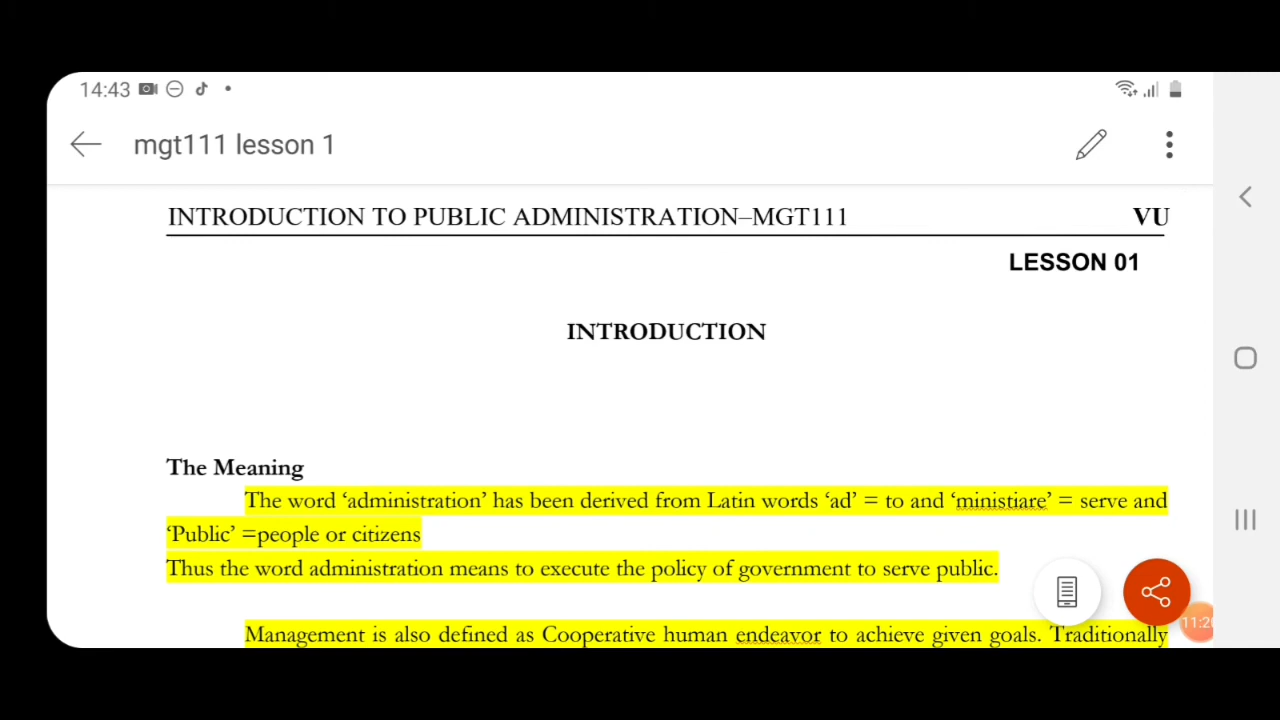 14:43
mgt111 lesson 1
INTRODUCTION TO PUBLIC ADMINISTRATION–MGT111 VU
LESSON 01
INTRODUCTION
The Meaning
The word ‘administration’ has been derived from Latin words ‘ad’ = to and ‘ministiare’ = serve and
‘Public’ =people or citizens
Thus the word administration means to execute the policy of government to serve public.
Management is also defined as Cooperative human endeavor to achieve given goals. Traditionally